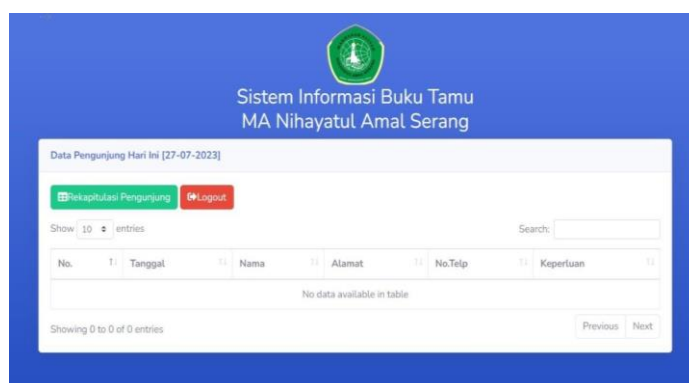 Sistem Informasi Buku Tamu
MA Nihayatul Amal Serang
Data Pengunjung Hari Ini [27-07-2023]
Rekapitulasi Pengunjung Logout
Show 10 entries Search:
No. Tanggal Nama Alamat No.Telp Keperluan
No data available in table
Showing 0 to 0 of 0 entries Previous Next